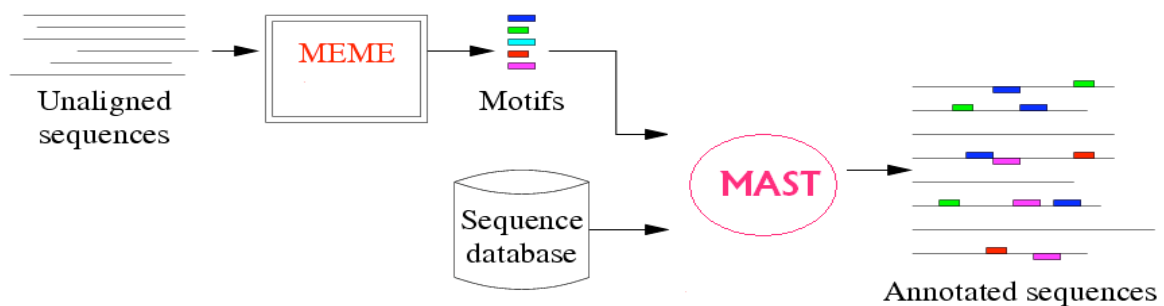 MEME
Unaligned
sequences
Motifs
Sequence
database
MAST
Annotated sequences